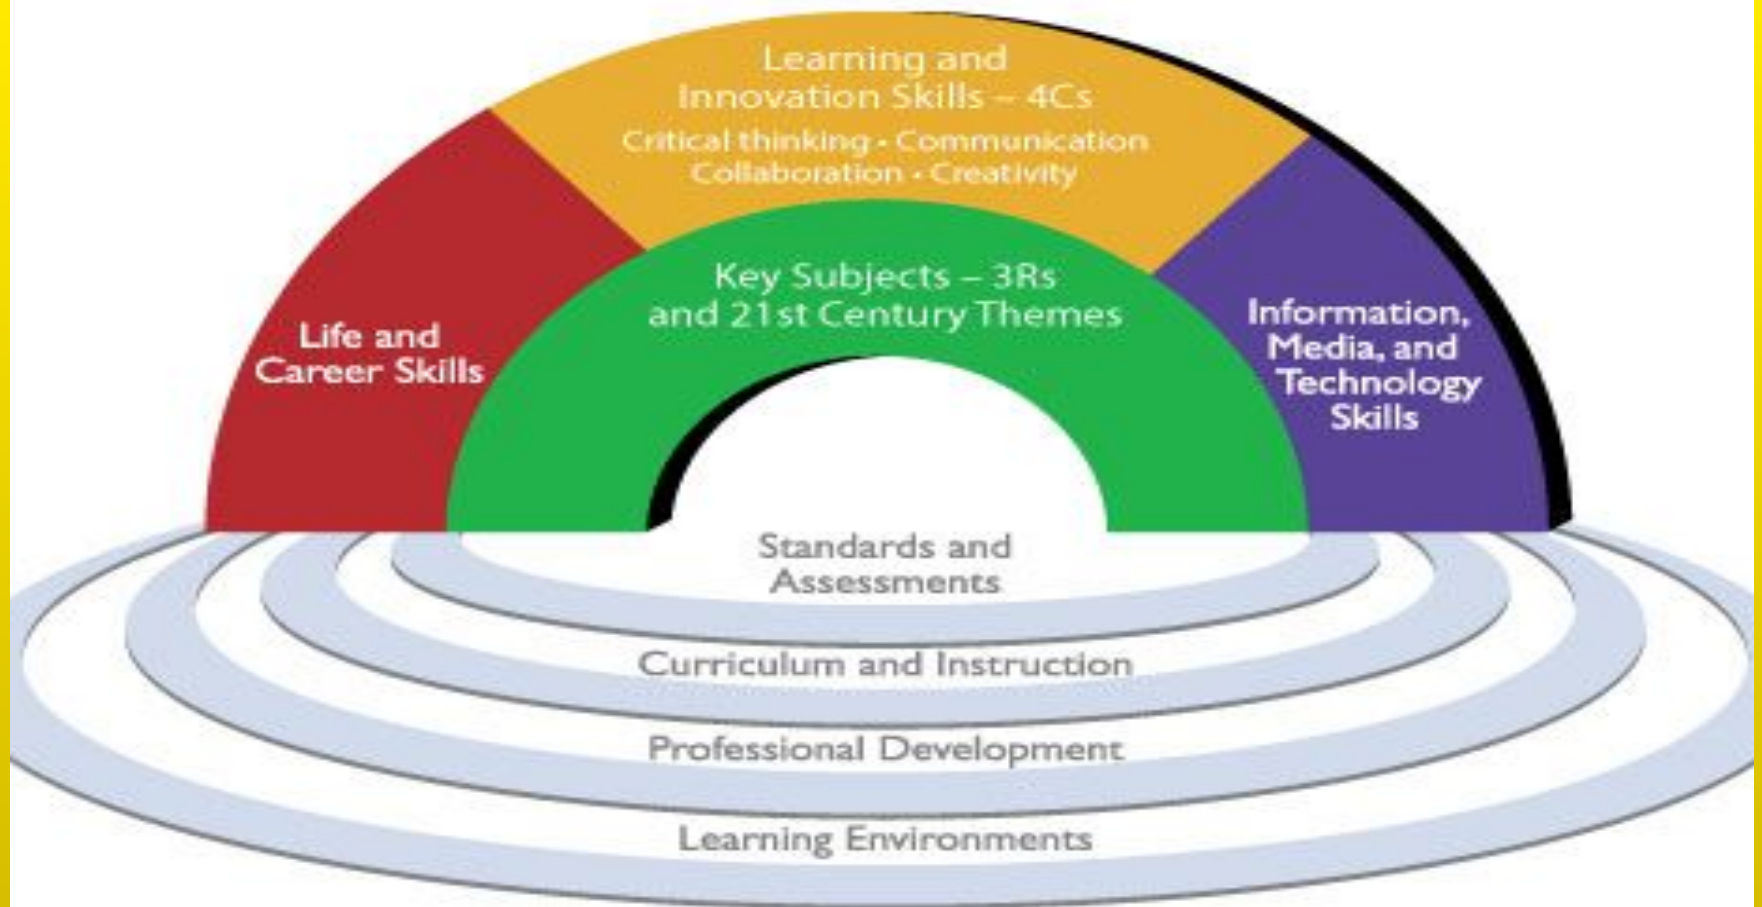 Learning and
Innovation Skills – 4Cs
Critical thinking • Communication
Collaboration • Creativity
Key Subjects – 3Rs
and 21st Century Themes
Life and
Career Skills
Information,
Media, and
Technology
Skills
Standards and
Assessments
Curriculum and Instruction
Professional Development
Learning Environments